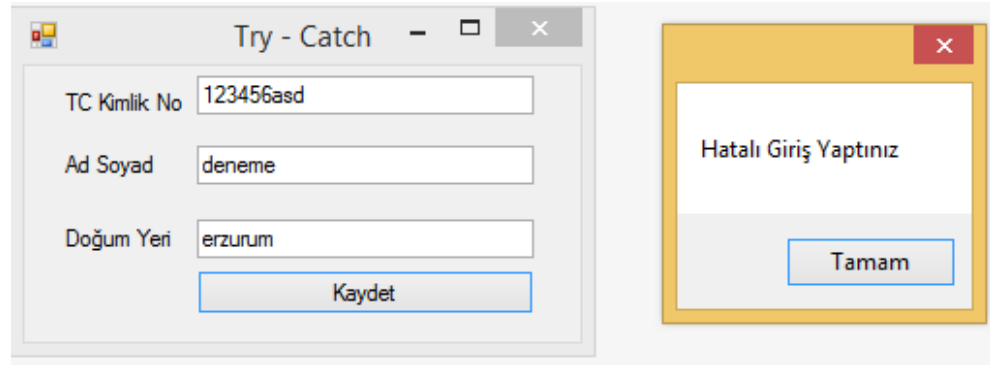 Try - Catch
TC Kimlik No 123456asd
Ad Soyad deneme
Doğum Yeri erzurum
Kaydet
Hatalı Giriş Yaptınız
Tamam